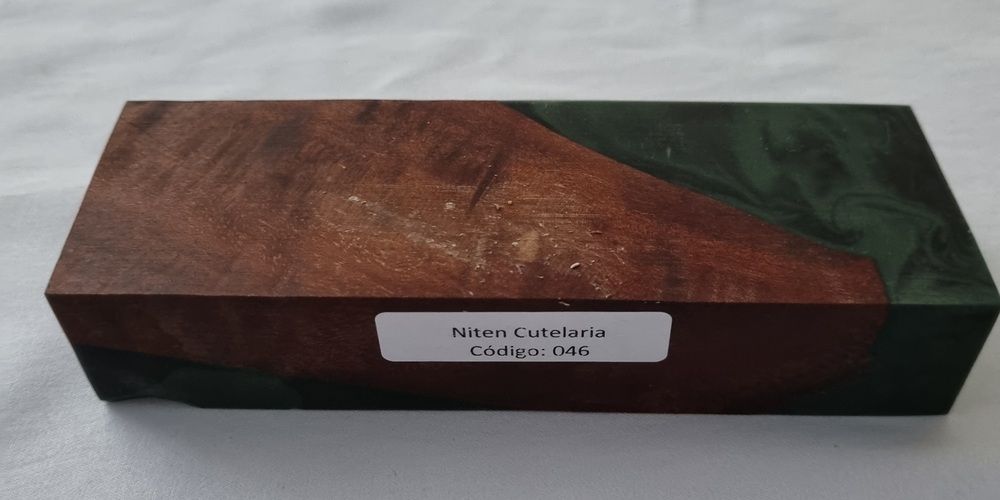 Niten Cutelaria
Código: 046